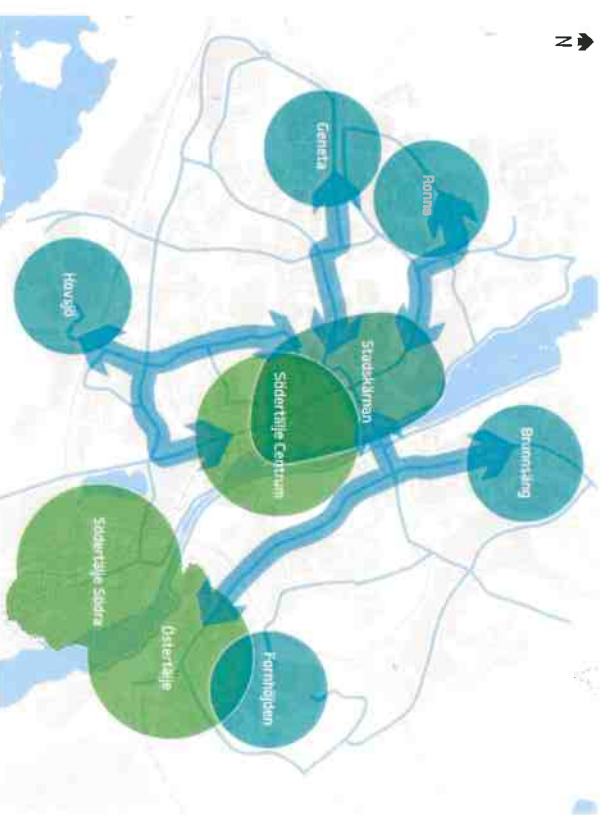 N
Brunnsäng
Ronna
Stadskärnan
Geneta
Södertälje Centrum
Fornhöjden
Östertälje
Södertälje Södra
Hovsjö